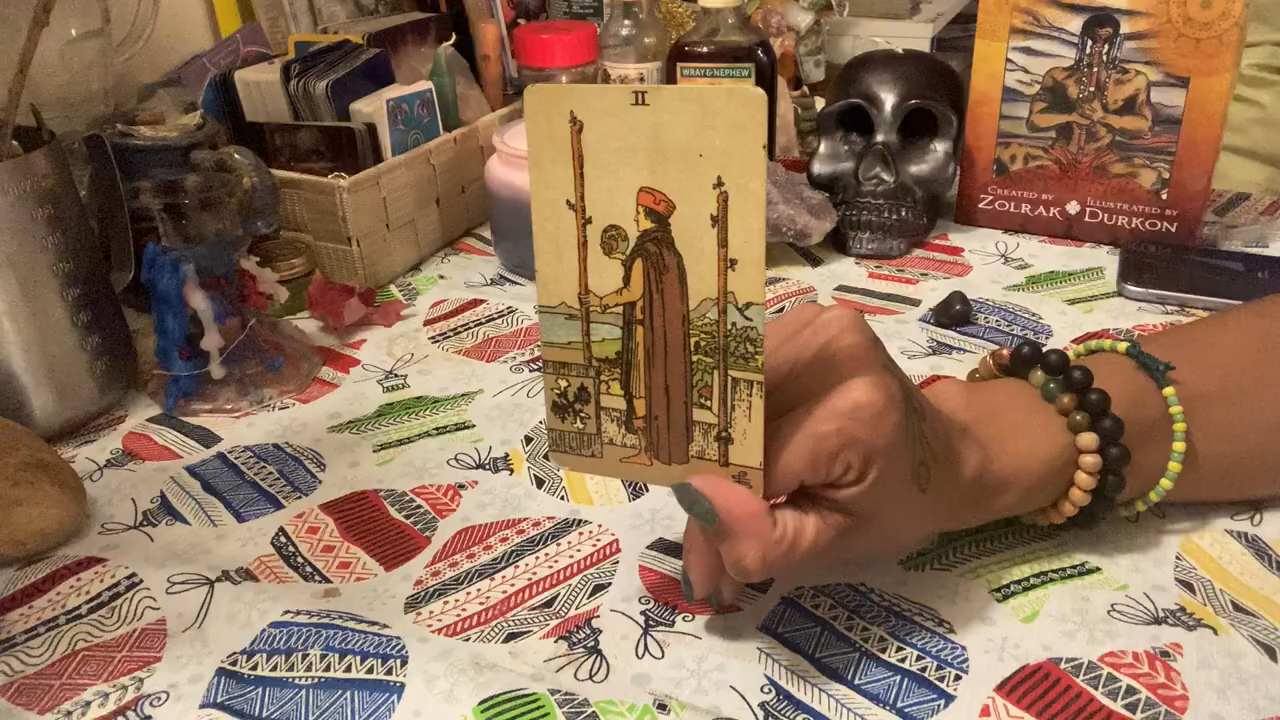 WRAY & NEPHEW
II
CREATED BY
ZOLRAK
ILLUSTRATED BY
DURKON